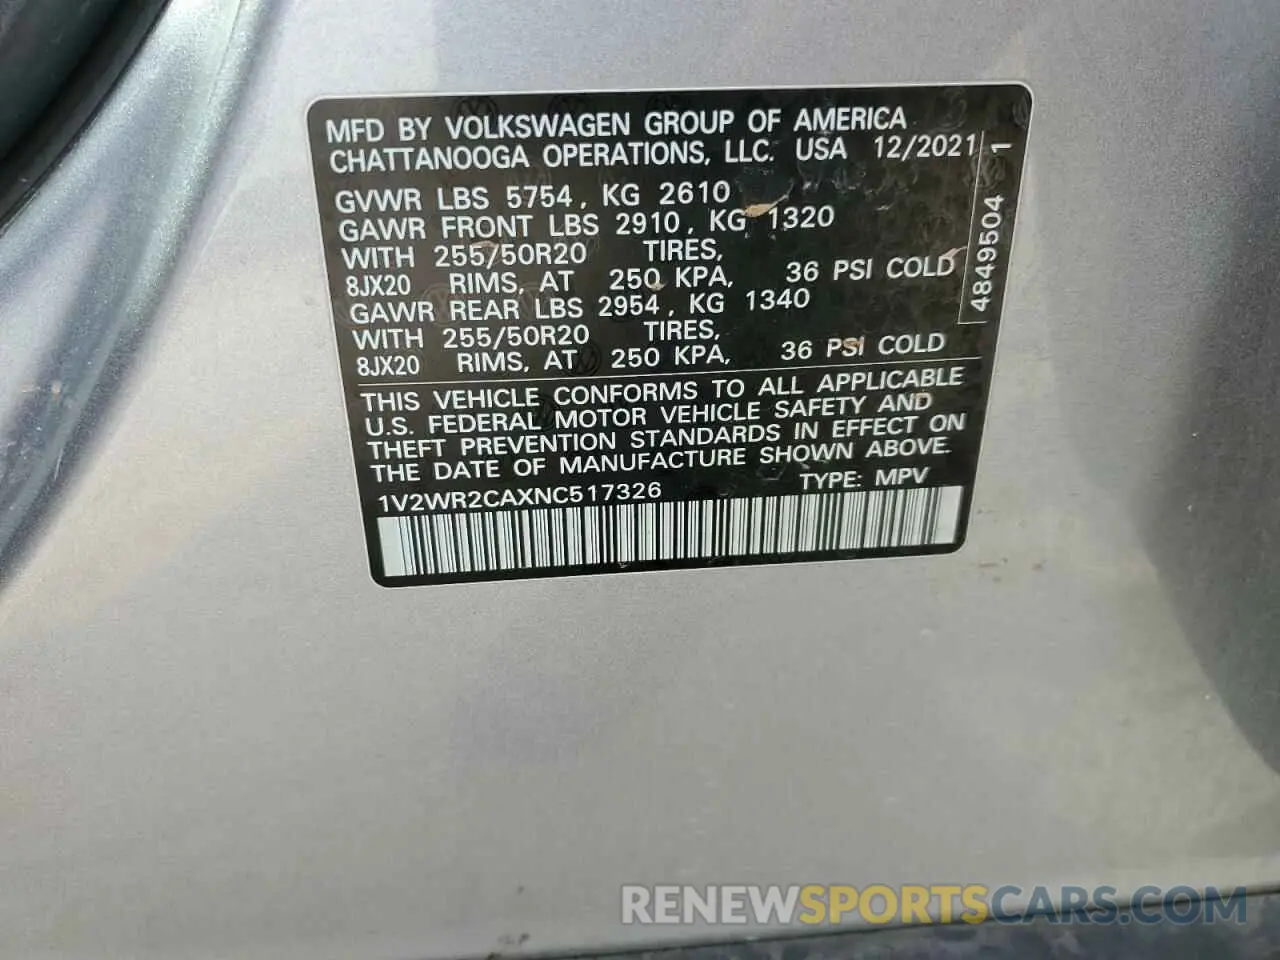 MFD BY VOLKSWAGEN GROUP OF AMERICA
CHATTANOOGA OPERATIONS, LLC. USA 12/2021
GVWR LBS 5754, KG 2610
GAWR FRONT LBS 2910, KG 1320
WITH 255/50R20 TIRES,
8JX20 RIMS, AT 250 KPA, 36 PSI COLD
GAWR REAR LBS 2954, KG 1340
WITH 255/50R20 TIRES,
8JX20 RIMS, AT 250 KPA, 36 PSI COLD
4849504 1
THIS VEHICLE CONFORMS TO ALL APPLICABLE
U.S. FEDERAL MOTOR VEHICLE SAFETY AND
THEFT PREVENTION STANDARDS IN EFFECT ON
THE DATE OF MANUFACTURE SHOWN ABOVE.
1V2WR2CAXNC517326 TYPE: MPV
RENEWSPORTSCARS.COM